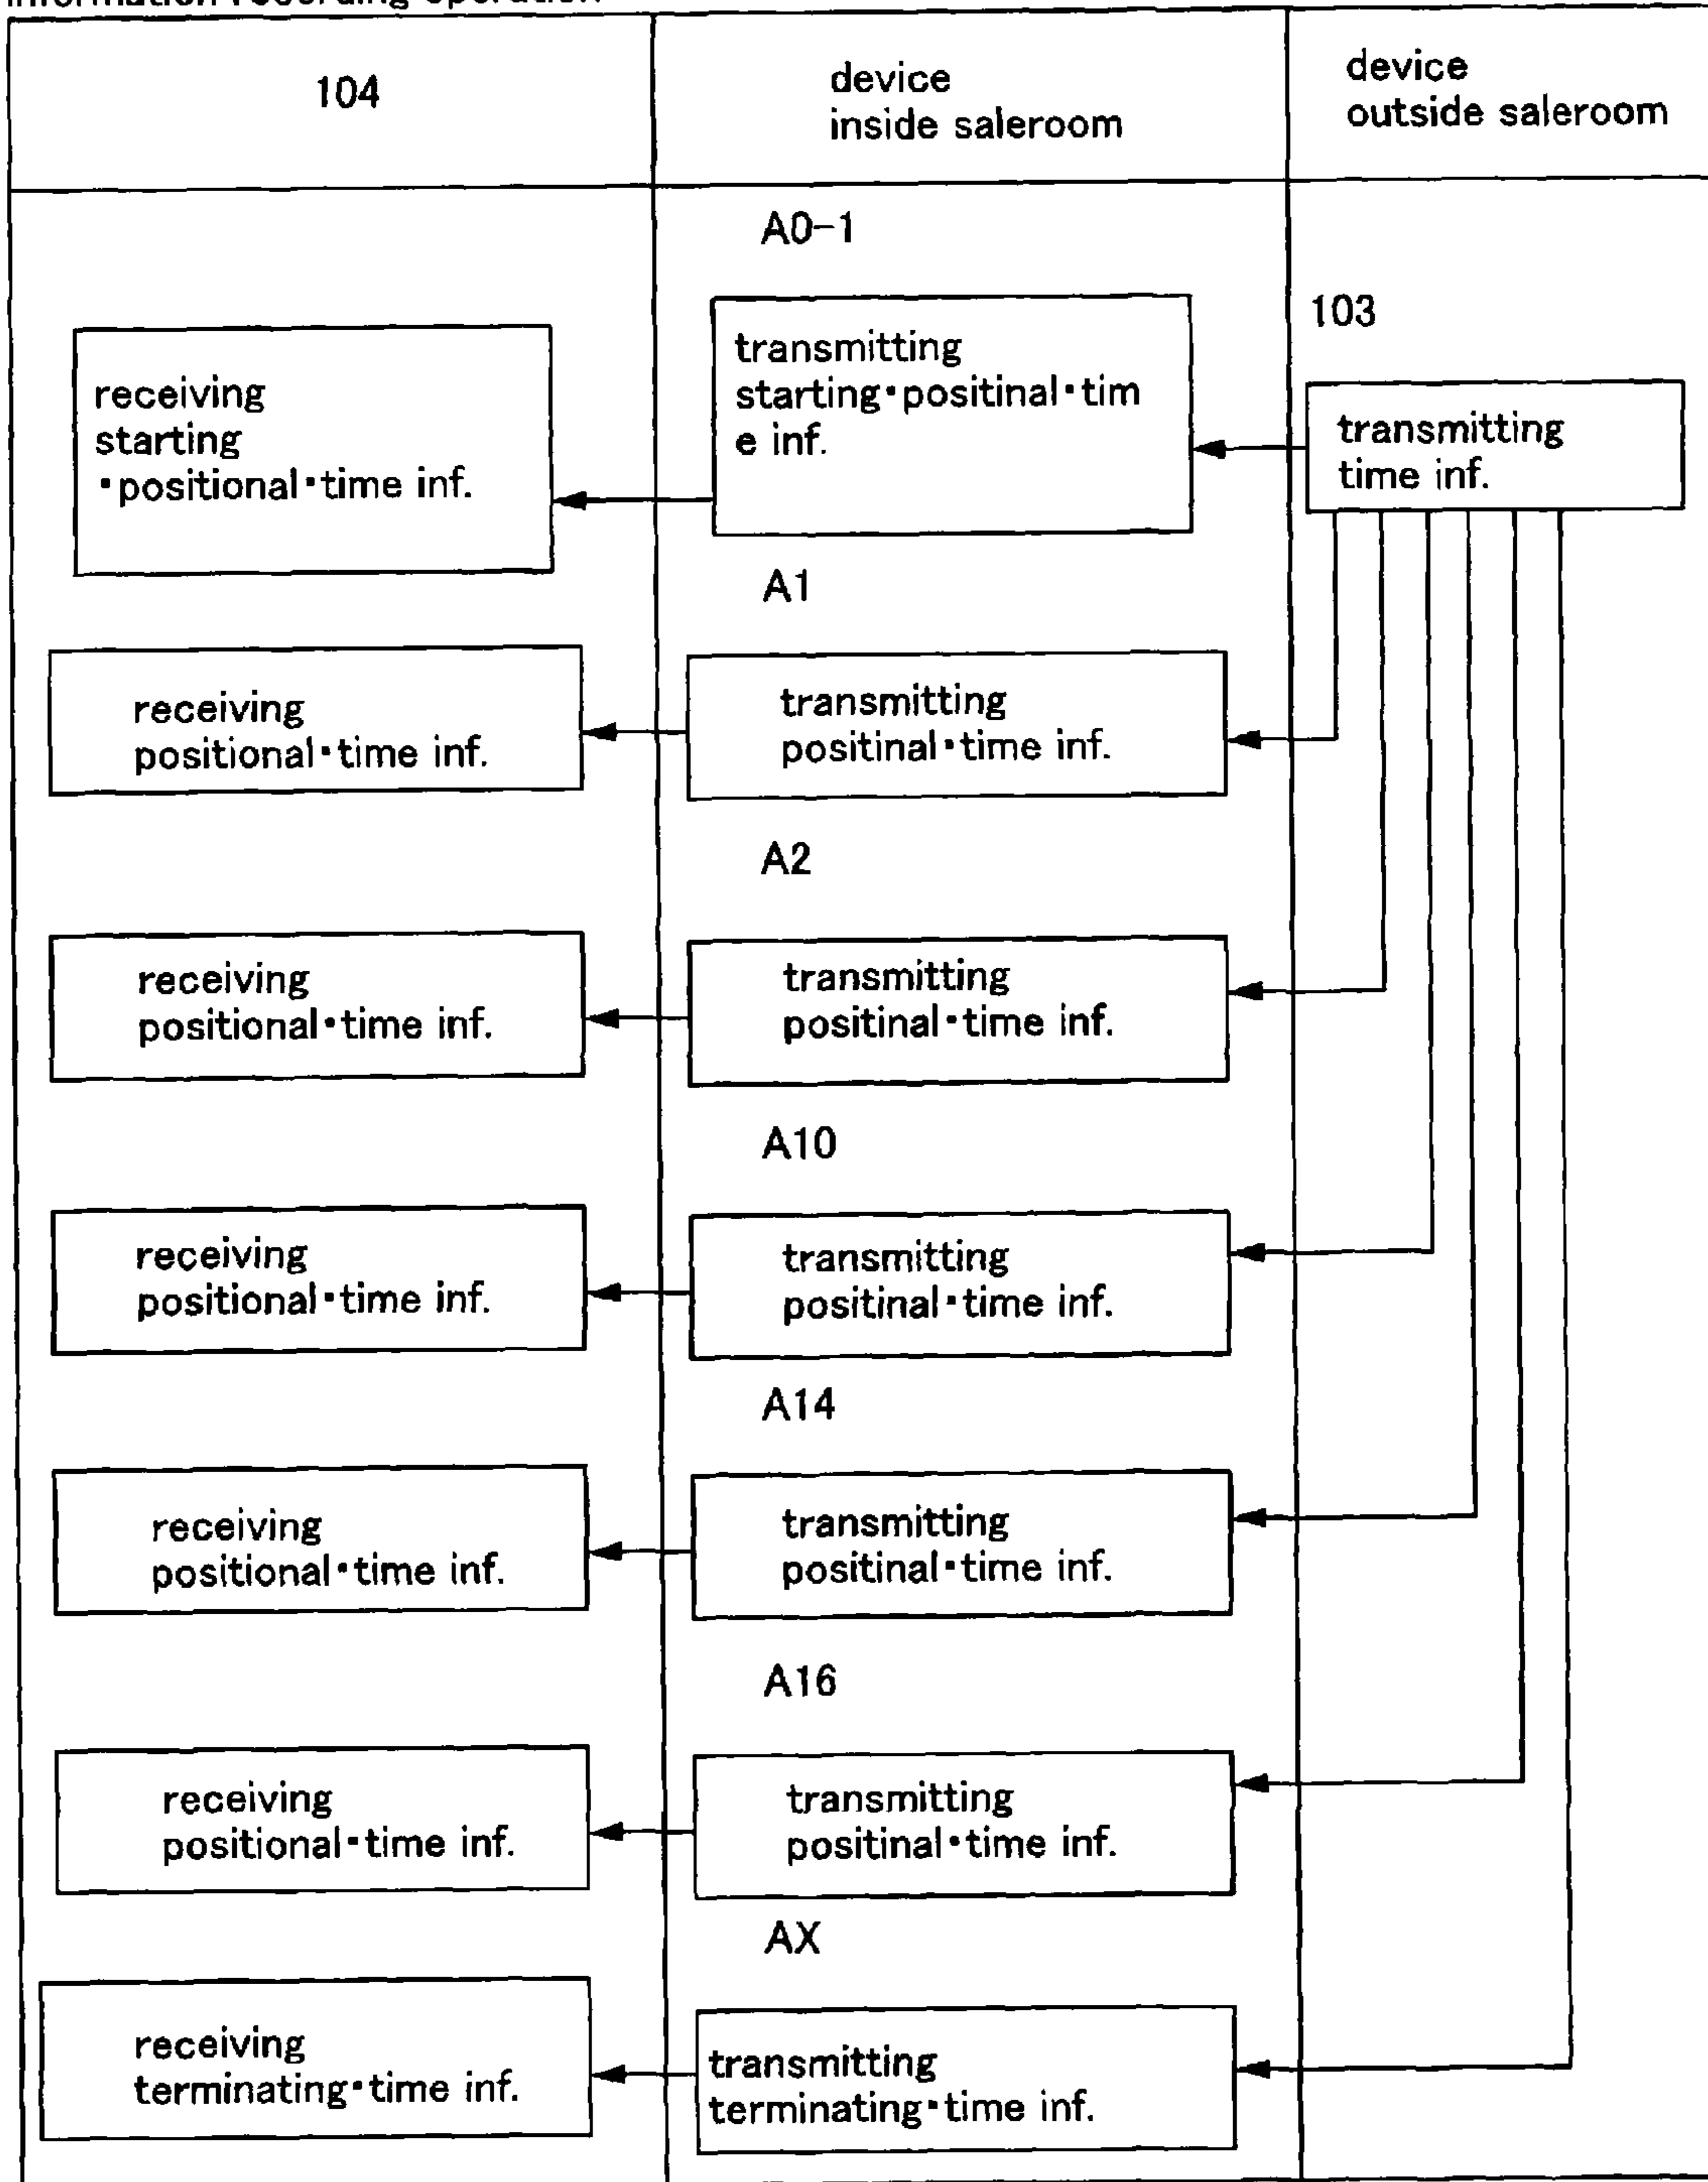 information recording operation
104
device
inside saleroom
device
outside saleroom
A0-1
103
transmitting
starting・positinal・tim
e inf.
receiving
starting
・positional・time inf.
transmitting
time inf.
A1
receiving
positional・time inf.
transmitting
positinal・time inf.
A2
receiving
positional・time inf.
transmitting
positinal・time inf.
A10
receiving
positional・time inf.
transmitting
positinal・time inf.
A14
receiving
positional・time inf.
transmitting
positinal・time inf.
A16
receiving
positional・time inf.
transmitting
positinal・time inf.
AX
receiving
terminating・time inf.
transmitting
terminating・time inf.